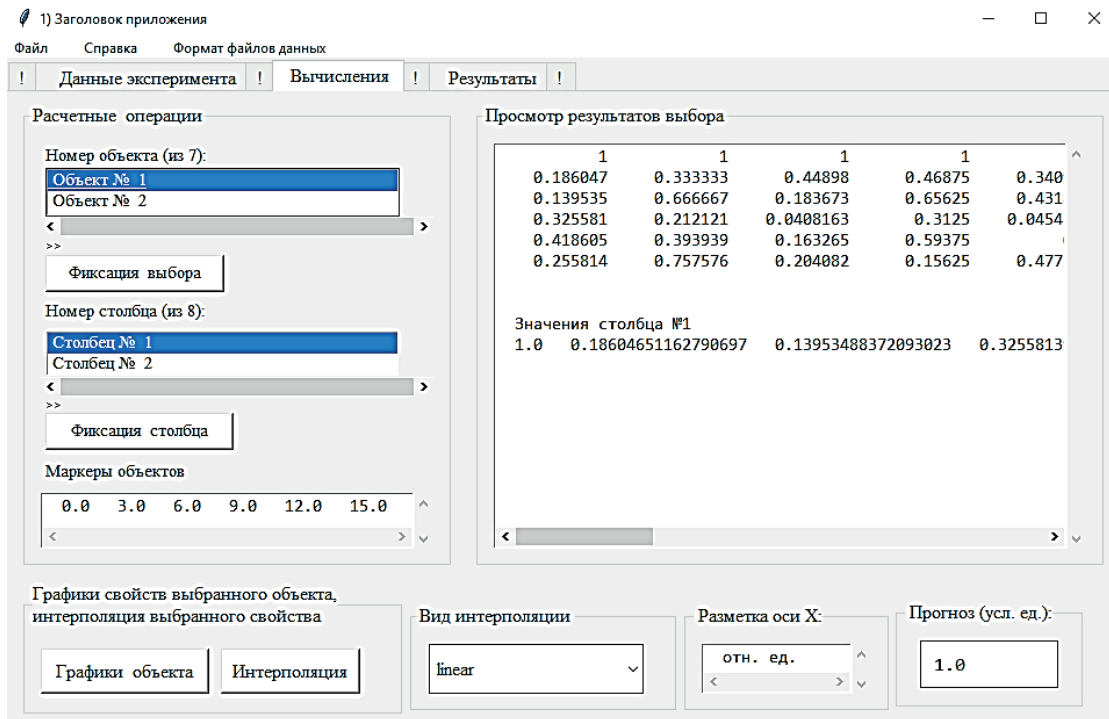 1) Заголовок приложения
Файл Справка Формат файлов данных
! Данные эксперимента ! Вычисления ! Результаты !
Расчетные операции
Номер объекта (из 7):
Объект № 1
Объект № 2
>>
Фиксация выбора
Номер столбца (из 8):
Столбец № 1
Столбец № 2
>>
Фиксация столбца
Маркеры объектов
0.0 3.0 6.0 9.0 12.0 15.0
Просмотр результатов выбора
1 1 1 1
0.186047 0.333333 0.44898 0.46875 0.340
0.139535 0.666667 0.183673 0.65625 0.431
0.325581 0.212121 0.0408163 0.3125 0.0454
0.418605 0.393939 0.163265 0.59375
0.255814 0.757576 0.204082 0.15625 0.477
Значения столбца №1
1.0 0.18604651162790697 0.13953488372093023 0.3255813
Графики свойств выбранного объекта,
интерполяция выбранного свойства
Графики объекта Интерполяция
Вид интерполяции
linear
Разметка оси X:
отн. ед.
Прогноз (усл. ед.):
1.0